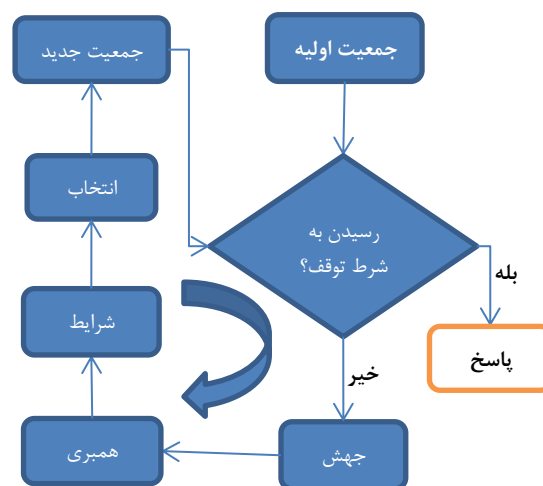 جمعیت اولیه
جمعیت جدید
انتخاب
رسیدن به
شرط توقف؟
بله
شرایط
پاسخ
خیر
همبری
جهش